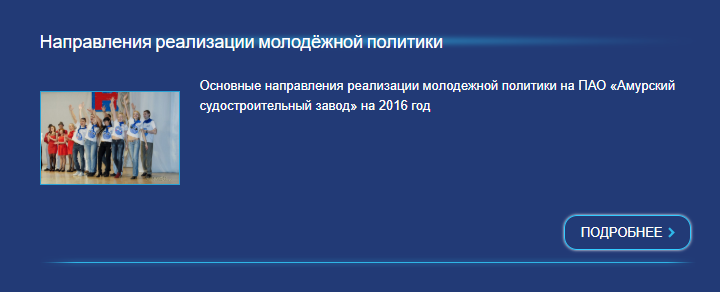 Направления реализации молодёжной политики
Основные направления реализации молодежной политики на ПАО «Амурский
судостроительный завод» на 2016 год
ПОДРОБНЕЕ